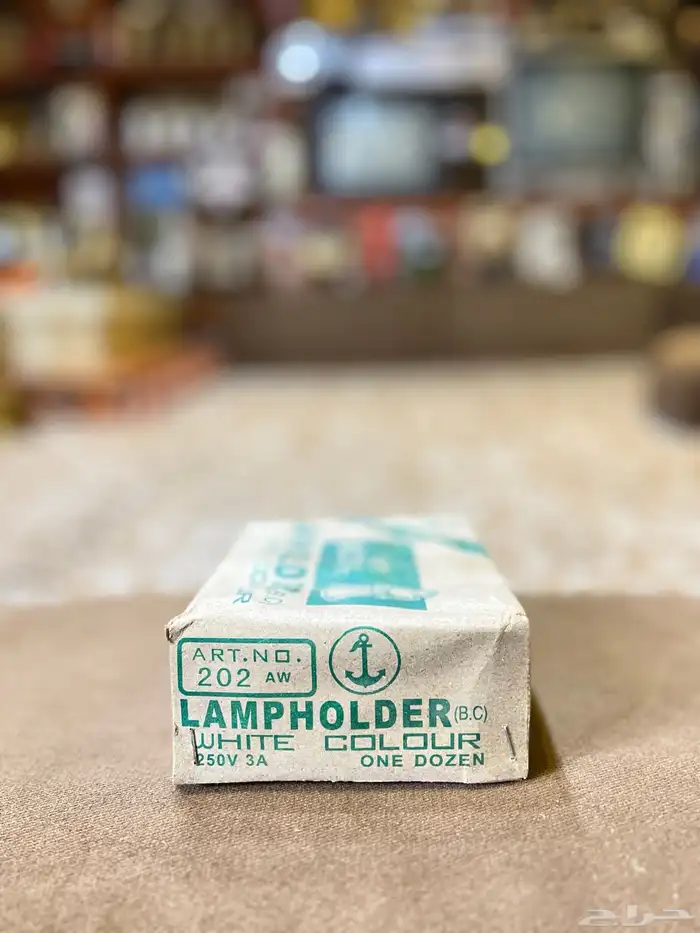 ART.NO.
202 AW
LAMPHOLDER (B.C)
WHITE COLOUR
250V 3A
ONE DOZEN
حراج